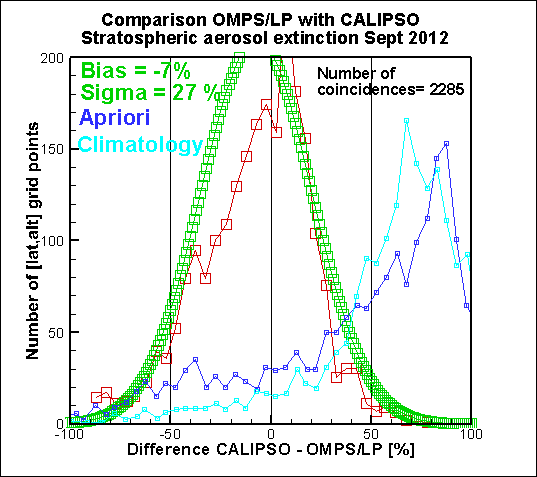 Comparison OMPS/LP with CALIPSO
Stratospheric aerosol extinction Sept 2012
200
Bias = -7%
Sigma = 27 %
Apriori
Climatology
Number of
coincidences= 2285
150
100
50
0
Number of [lat,alt] grid points
-100
-50
0
50
100
Difference CALIPSO - OMPS/LP [%]